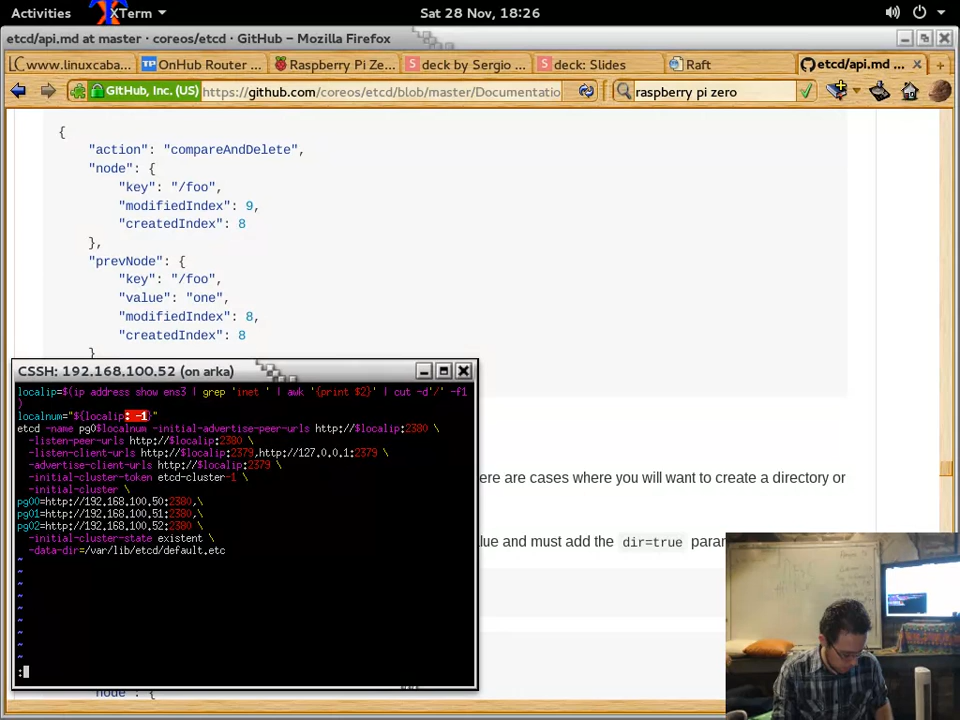 Activities XTerm Sat 28 Nov, 18:26
etcd/api.md at master · coreos/etcd · GitHub - Mozilla Firefox
www.linuxcaba... OnHub Router ... Raspberry Pi Ze... deck by Sergio ... deck: Slides Raft etcd/api.md ...
GitHub, Inc. (US) https://github.com/coreos/etcd/blob/master/Documentatio raspberry pi zero
{
"action": "compareAndDelete",
"node": {
"key": "/foo",
"modifiedIndex": 9,
"createdIndex": 8
},
"prevNode": {
"key": "/foo",
"value": "one",
"modifiedIndex": 8,
"createdIndex": 8
}
CSSH: 192.168.100.52 (on arka)
localip=$(ip address show ens3 | grep 'inet ' | awk '{print $2}' | cut -d'/' -f1
)
localnum="${localip: -1}"
etcd -name pg0$localnum -initial-advertise-peer-urls http://$localip:2380 \
-listen-peer-urls http://$localip:2380 \
-listen-client-urls http://$localip:2379,http://127.0.0.1:2379 \
-advertise-client-urls http://$localip:2379 \
-initial-cluster-token etcd-cluster-1 \
-initial-cluster \
pg00=http://192.168.100.50:2380,\
pg01=http://192.168.100.51:2380,\
pg02=http://192.168.100.52:2380 \
-initial-cluster-state existent \
-data-dir=/var/lib/etcd/default.etc
~
~
~
~
~
~
~
~
~
:
ere are cases where you will want to create a directory or
lue and must add the dir=true param
"node": {